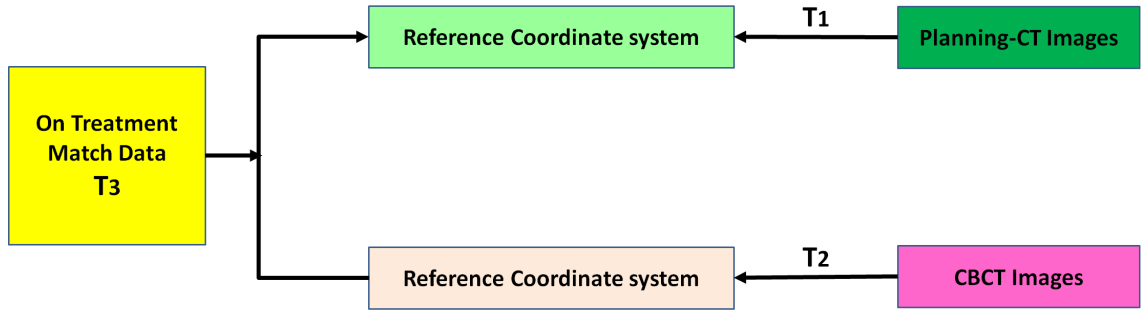 T1
Reference Coordinate system
Planning-CT Images
On Treatment
Match Data
T3
T2
Reference Coordinate system
CBCT Images